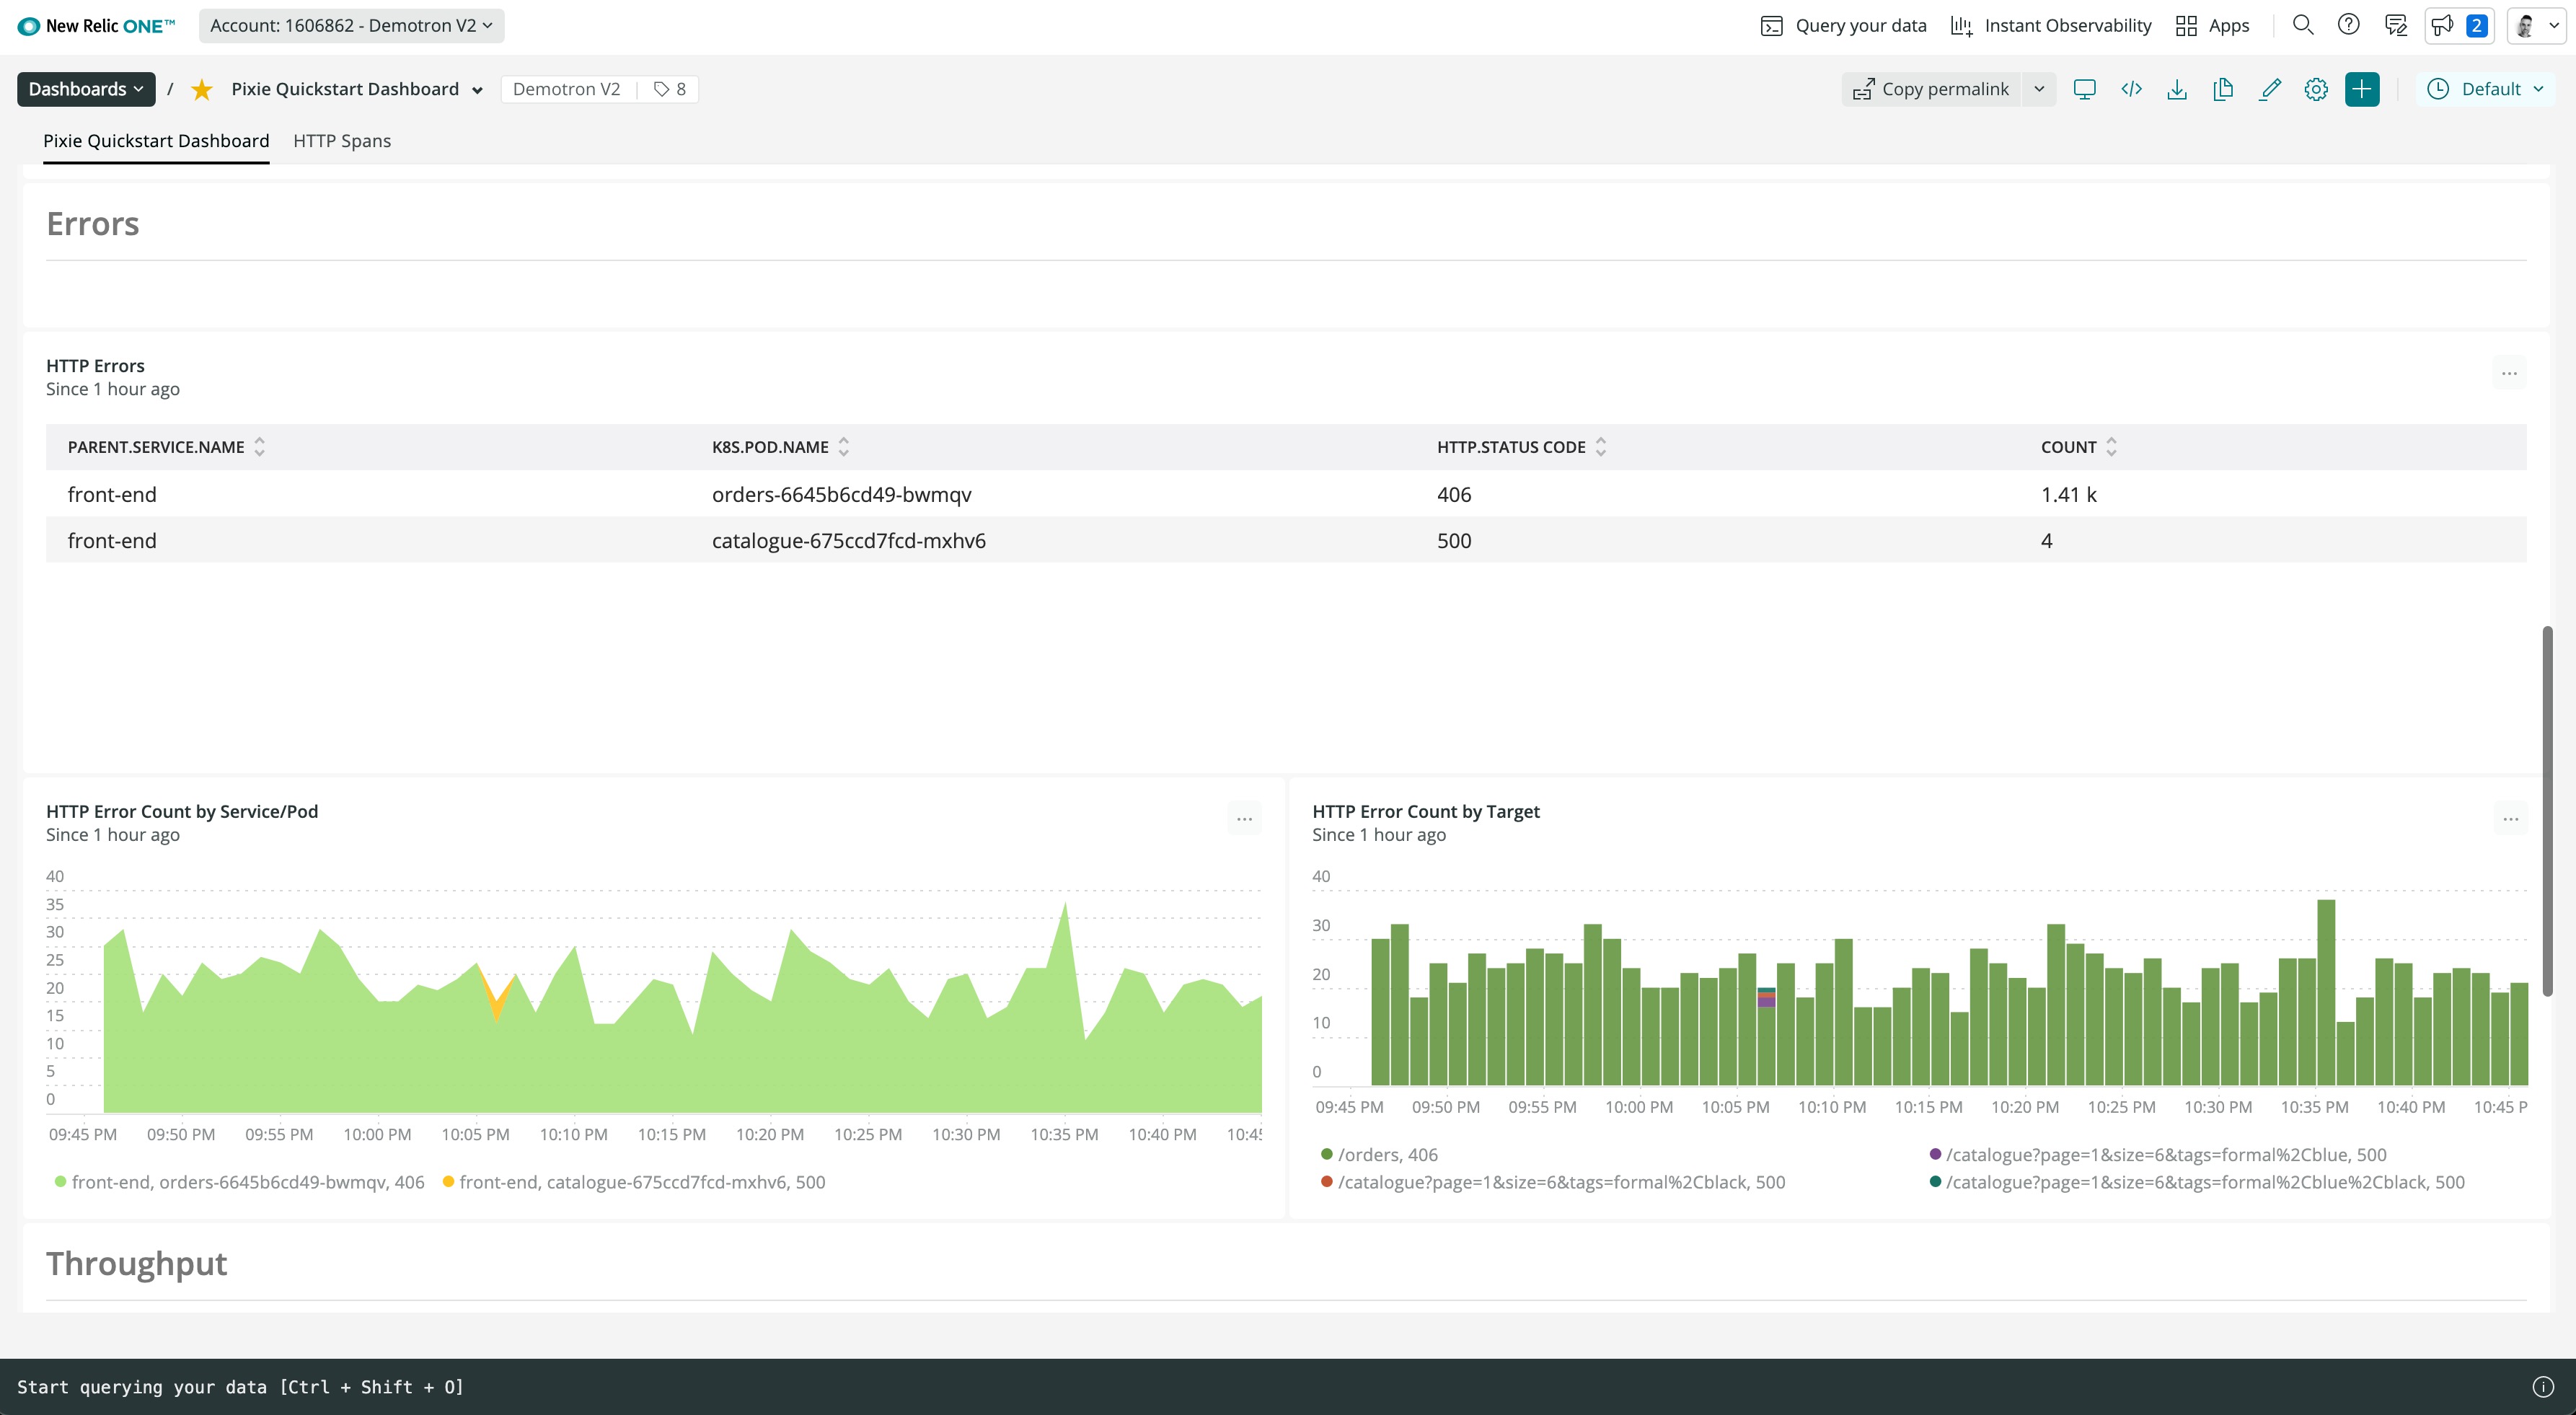 New Relic ONE™ Account: 1606862 - Demotron V2 Query your data Instant Observability Apps 2
Dashboards / Pixie Quickstart Dashboard Demotron V2 8 Copy permalink Default
Pixie Quickstart Dashboard HTTP Spans
Errors
HTTP Errors
Since 1 hour ago
PARENT.SERVICE.NAME K8S.POD.NAME HTTP.STATUS CODE COUNT
front-end orders-6645b6cd49-bwmqv 406 1.41 k
front-end catalogue-675ccd7fcd-mxhv6 500 4
HTTP Error Count by Service/Pod
Since 1 hour ago
40
35
30
25
20
15
10
5
0
09:45 PM 09:50 PM 09:55 PM 10:00 PM 10:05 PM 10:10 PM 10:15 PM 10:20 PM 10:25 PM 10:30 PM 10:35 PM 10:40 PM 10:45
front-end, orders-6645b6cd49-bwmqv, 406 front-end, catalogue-675ccd7fcd-mxhv6, 500
HTTP Error Count by Target
Since 1 hour ago
40
30
20
10
0
09:45 PM 09:50 PM 09:55 PM 10:00 PM 10:05 PM 10:10 PM 10:15 PM 10:20 PM 10:25 PM 10:30 PM 10:35 PM 10:40 PM 10:45 P
/orders, 406 /catalogue?page=1&size=6&tags=formal%2Cblue, 500
/catalogue?page=1&size=6&tags=formal%2Cblack, 500 /catalogue?page=1&size=6&tags=formal%2Cblue%2Cblack, 500
Throughput
Start querying your data [Ctrl + Shift + O]